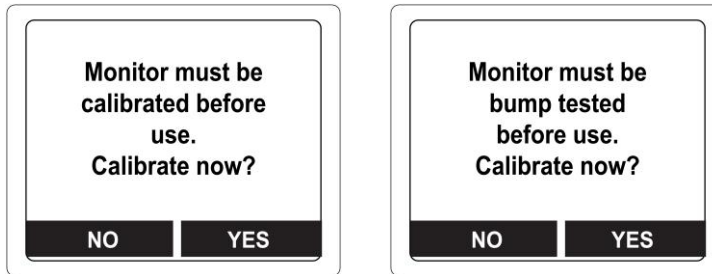 Monitor must be
calibrated before
use.
Calibrate now?
NO YES
Monitor must be
bump tested
before use.
Calibrate now?
NO YES